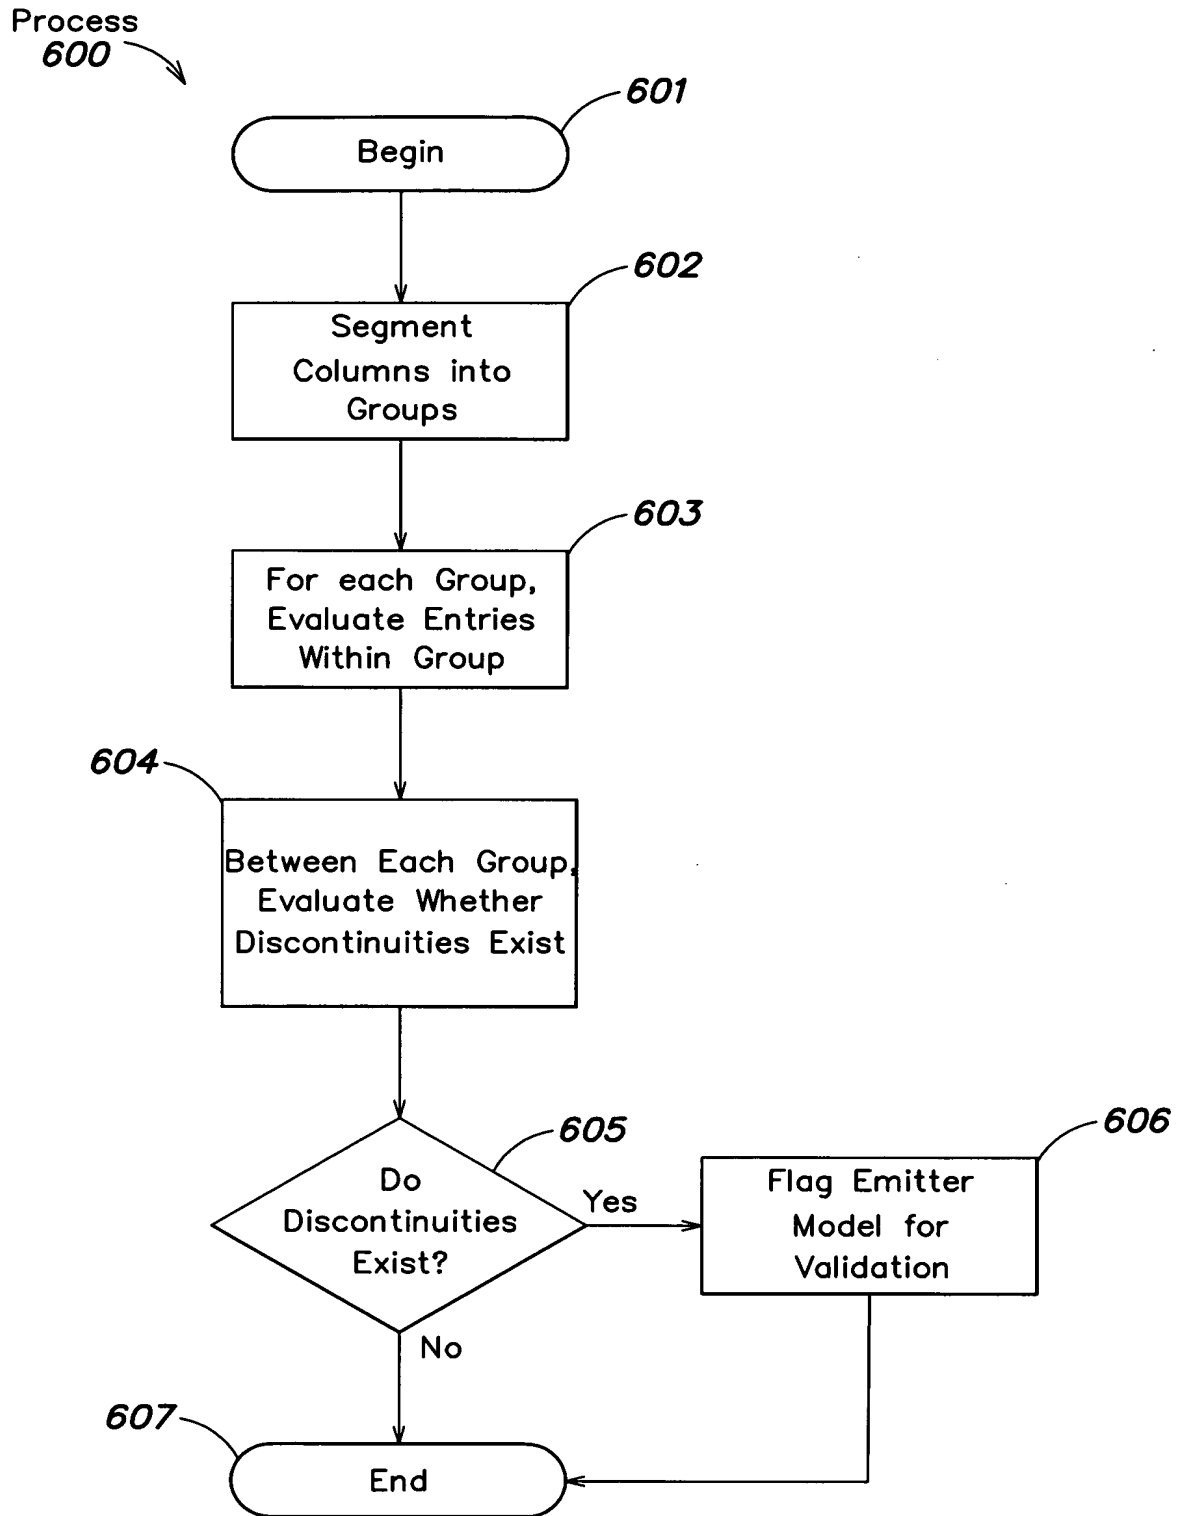 Process
600
601
Begin
602
Segment
Columns into
Groups
603
For each Group,
Evaluate Entries
Within Group
604
Between Each Group,
Evaluate Whether
Discontinuities Exist
605
Do
Discontinuities
Exist?
Yes
606
Flag Emitter
Model for
Validation
No
607
End